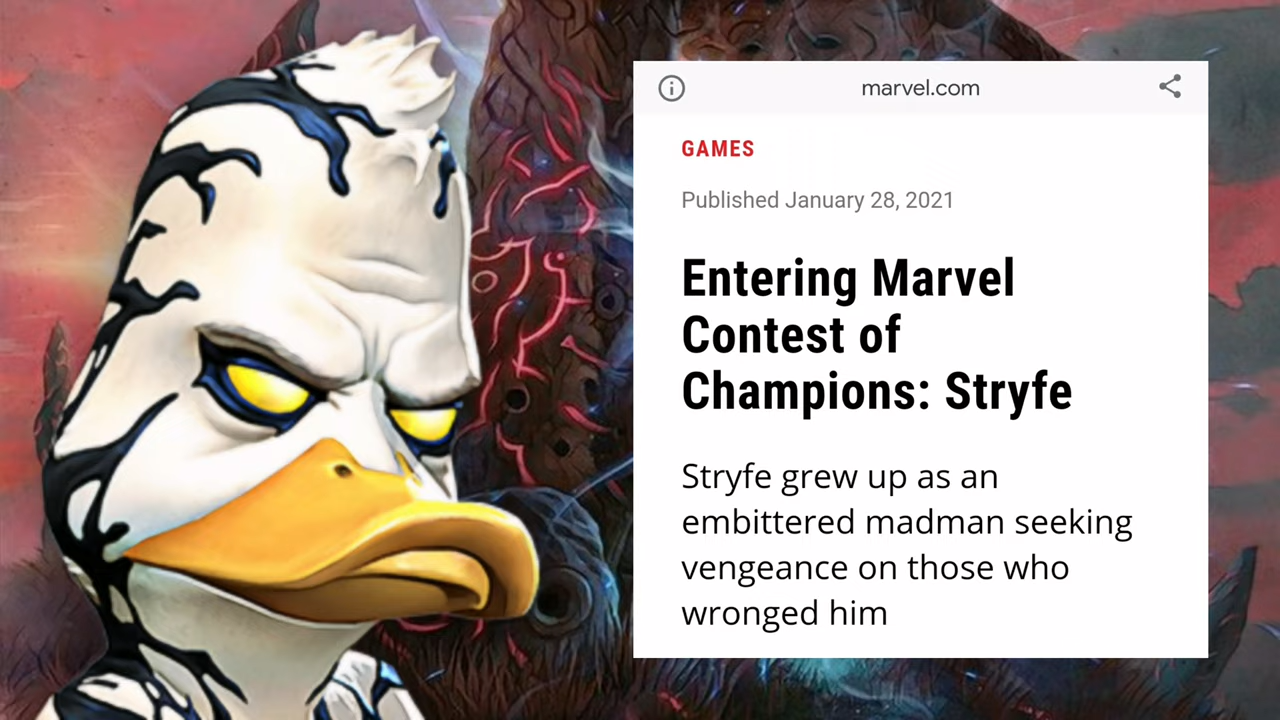 marvel.com
GAMES
Published January 28, 2021
Entering Marvel
Contest of
Champions: Stryfe
Stryfe grew up as an
embittered madman seeking
vengeance on those who
wronged him